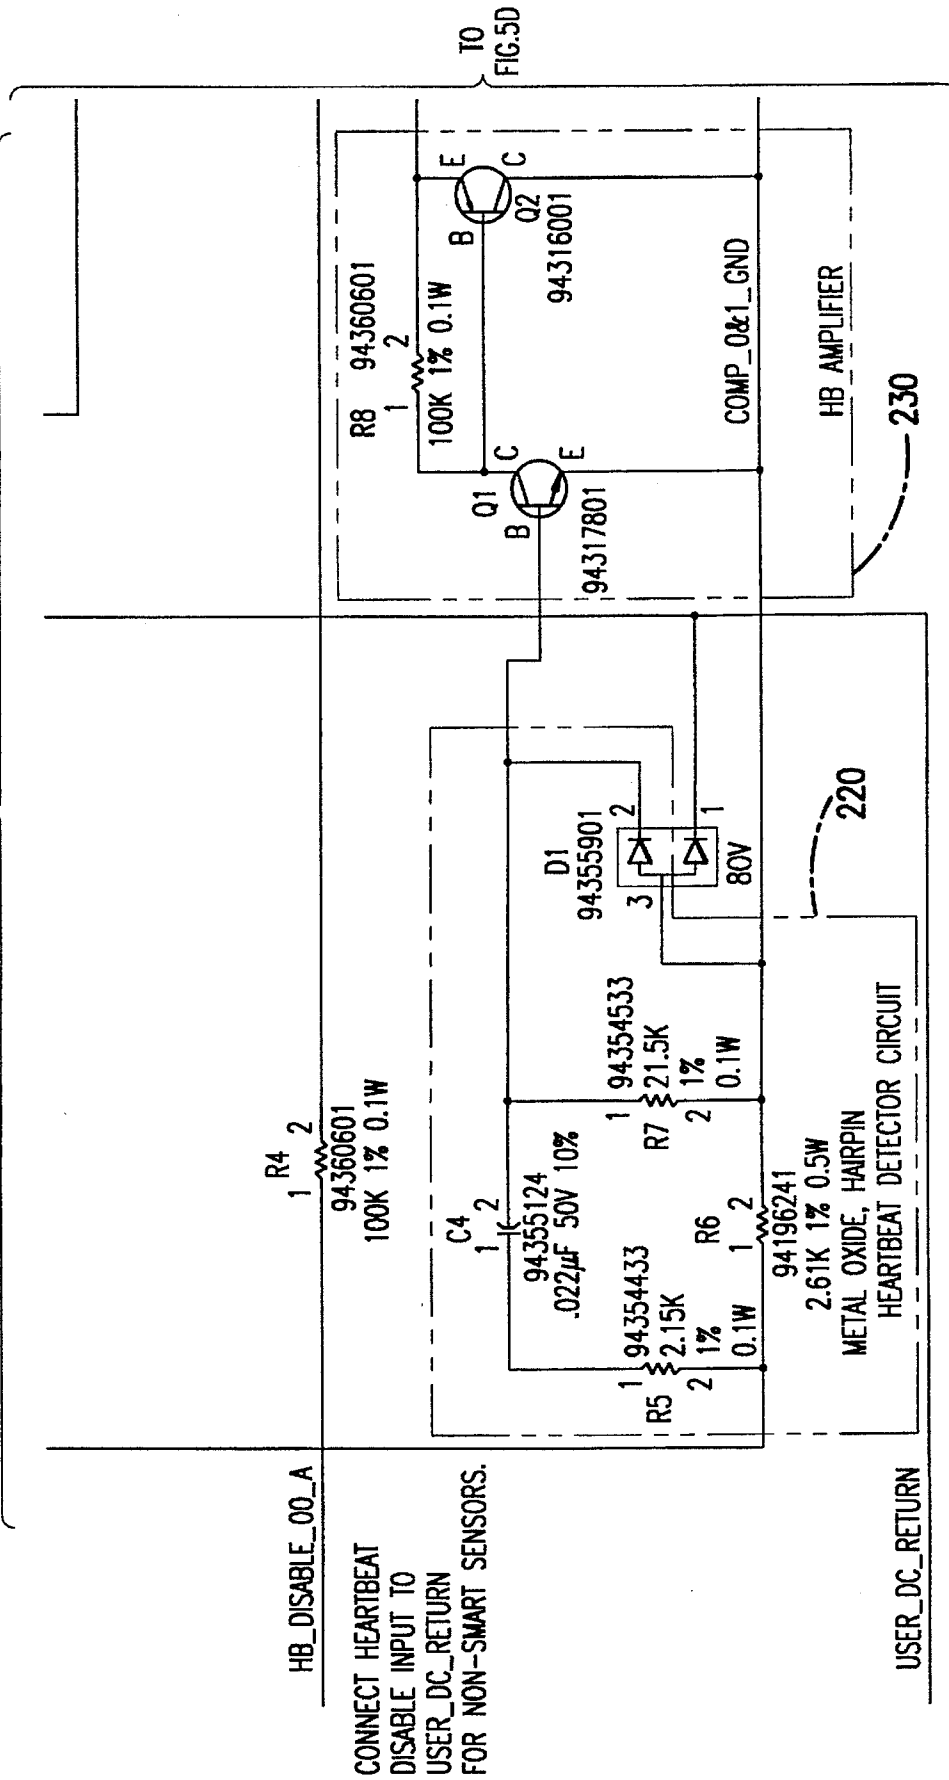 TO
FIG.5D
HB_DISABLE_00_A
R4
1 2
94360601
100K 1% 0.1W
CONNECT HEARTBEAT
DISABLE INPUT TO
USER_DC_RETURN
FOR NON-SMART SENSORS.
R8 94360601
1 2
100K 1% 0.1W
B
E
C
Q2
94316001
Q1
C
B
E
94317801
COMP_0&1_GND
HB AMPLIFIER
230
C4
1 2
94355124
.022µF 50V 10%
94354433
1
2.15K
R5
1%
2
0.1W
94354533
1
21.5K
R7
1%
2
0.1W
D1
94355901
2
3
1
80V
R6
1 2
94196241
2.61K 1% 0.5W
METAL OXIDE, HAIRPIN
HEARTBEAT DETECTOR CIRCUIT
220
USER_DC_RETURN